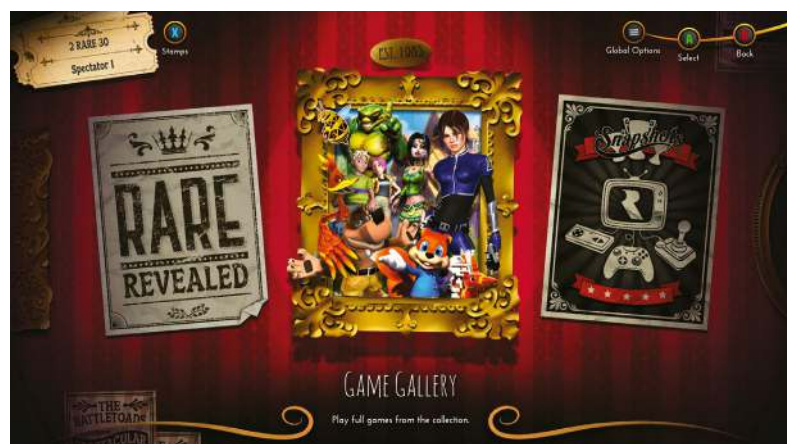 2 RARE 30
Spectator 1
Stamps
EST. 1982
Global Options
Select
Back
X
A
B
RARE
REVEALED
Snapshots
GAME GALLERY
Play full games from the collection.
THE
BATTLETOADS